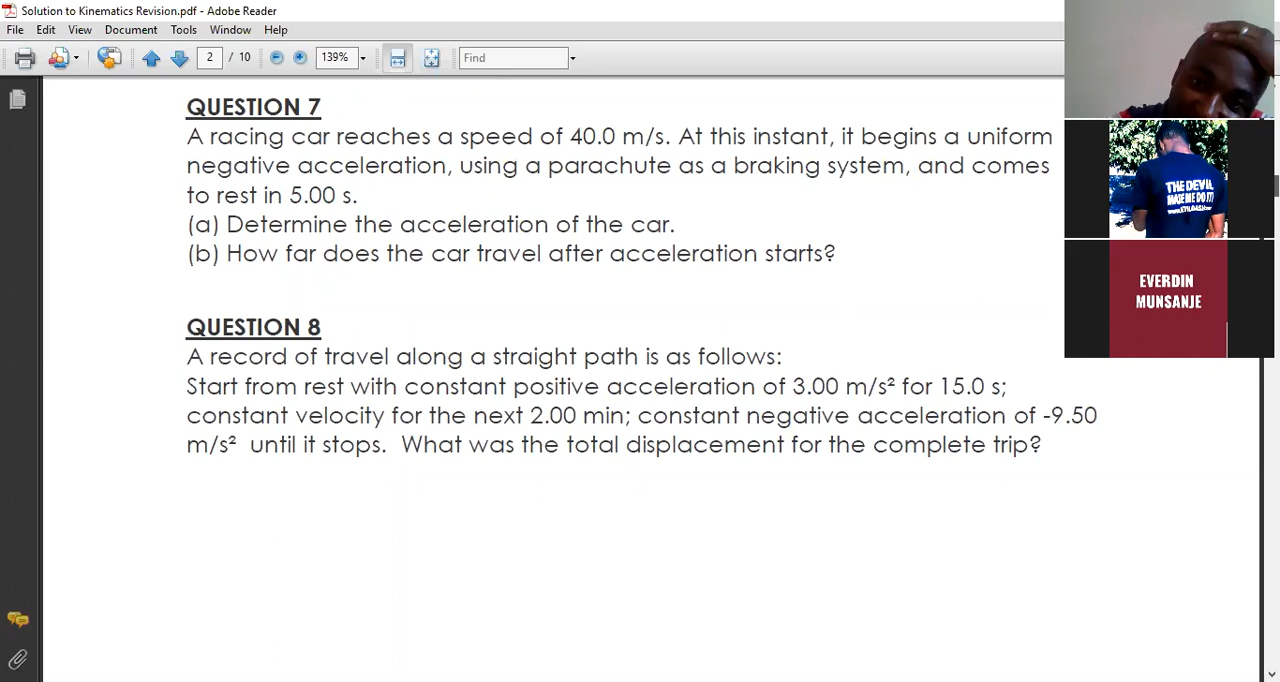 Solution to Kinematics Revision.pdf - Adobe Reader
File Edit View Document Tools Window Help
2 / 10 139% Find
QUESTION 7
A racing car reaches a speed of 40.0 m/s. At this instant, it begins a uniform
negative acceleration, using a parachute as a braking system, and comes
to rest in 5.00 s.
(a) Determine the acceleration of the car.
(b) How far does the car travel after acceleration starts?
QUESTION 8
A record of travel along a straight path is as follows:
Start from rest with constant positive acceleration of 3.00 m/s² for 15.0 s;
constant velocity for the next 2.00 min; constant negative acceleration of -9.50
m/s² until it stops. What was the total displacement for the complete trip?
THE DEVIL
MADE ME DO IT!
EVERDIN
MUNSANJE